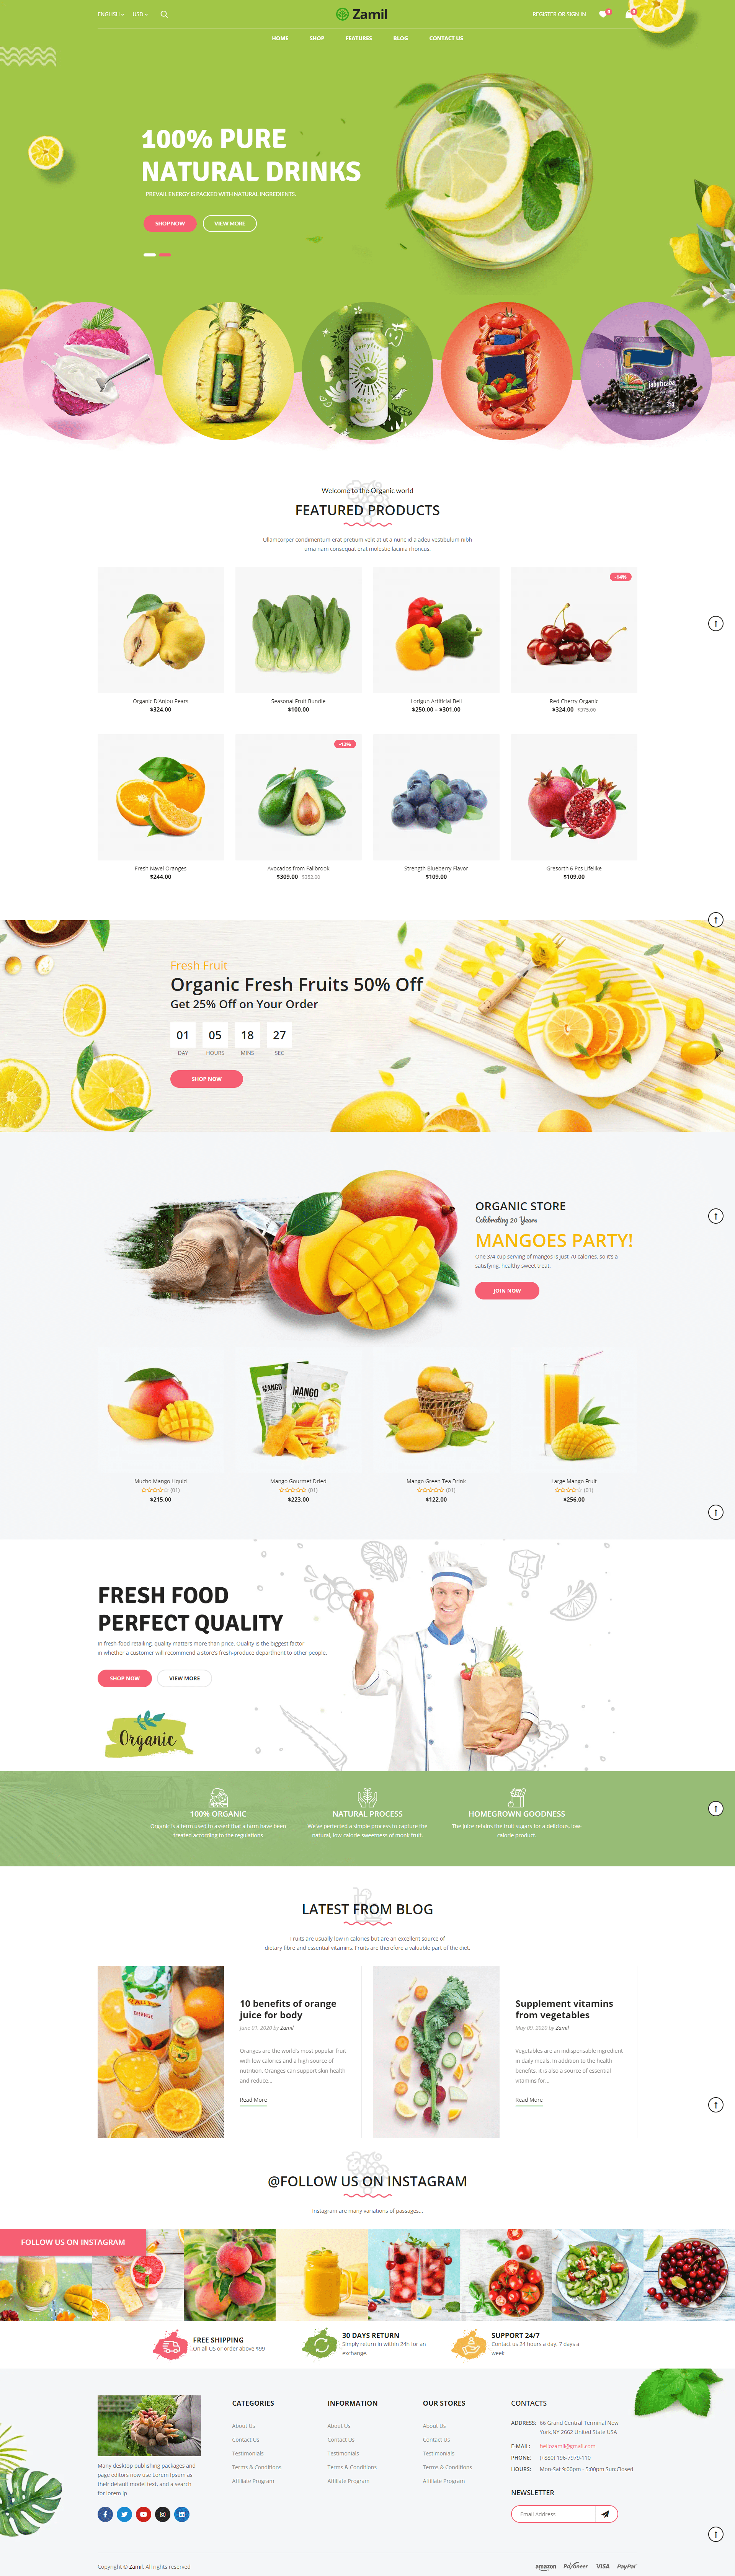 ENGLISH
USD
Zamil
REGISTER OR SIGN IN
0
0
HOME
SHOP
FEATURES
BLOG
CONTACT US
100% PURE
NATURAL DRINKS
PREVAIL ENERGY IS PACKED WITH NATURAL INGREDIENTS.
SHOP NOW
VIEW MORE
jabuticaba
Welcome to the Organic world
FEATURED PRODUCTS
Ullamcorper condimentum erat pretium velit at ut a nunc id a adeu vestibulum nibh
urna nam consequat erat molestie lacinia rhoncus.
-14%
Organic D'Anjou Pears
$324.00
Seasonal Fruit Bundle
$100.00
Lorigun Artificial Bell
$250.00 – $301.00
Red Cherry Organic
$324.00 $375.00
-12%
Fresh Navel Oranges
$244.00
Avocados from Fallbrook
$309.00 $352.00
Strength Blueberry Flavor
$109.00
Gresorth 6 Pcs Lifelike
$109.00
Fresh Fruit
Organic Fresh Fruits 50% Off
Get 25% Off on Your Order
01 05 18 27
DAY HOURS MINS SEC
SHOP NOW
ORGANIC STORE
Celebrating 20 Years
MANGOES PARTY!
One 3/4 cup serving of mangos is just 70 calories, so it's a
satisfying, healthy sweet treat.
JOIN NOW
MANGO
MANGO
Mucho Mango Liquid
(01)
$215.00
Mango Gourmet Dried
(01)
$223.00
Mango Green Tea Drink
(01)
$122.00
Large Mango Fruit
(01)
$256.00
FRESH FOOD
PERFECT QUALITY
In fresh-food retailing, quality matters more than price. Quality is the biggest factor
in whether a customer will recommend a store's fresh-produce department to other people.
SHOP NOW
VIEW MORE
Organic
100% ORGANIC
Organic is a term used to assert that a farm have been
treated according to the regulations
NATURAL PROCESS
We've perfected a simple process to capture the
natural, low-calorie sweetness of monk fruit.
HOMEGROWN GOODNESS
The juice retains the fruit sugars for a delicious, low-
calorie product.
LATEST FROM BLOG
Fruits are usually low in calories but are an excellent source of
dietary fibre and essential vitamins. Fruits are therefore a valuable part of the diet.
ORANGE
10 benefits of orange
juice for body
June 01, 2020 by Zamil
Oranges are the world's most popular fruit
with low calories and a high source of
nutrition. Oranges can support skin health
and reduce...
Read More
Supplement vitamins
from vegetables
May 09, 2020 by Zamil
Vegetables are an indispensable ingredient
in daily meals. In addition to the health
benefits, it is also a source of essential
vitamins for...
Read More
@FOLLOW US ON INSTAGRAM
Instagram are many variations of passages...
FOLLOW US ON INSTAGRAM
FREE SHIPPING
On all US or order above $99
30 DAYS RETURN
Simply return in within 24h for an
exchange.
SUPPORT 24/7
Contact us 24 hours a day, 7 days a
week
Many desktop publishing packages and
page editors now use Lorem Ipsum as
their default model text, and a search
for lorem ip
CATEGORIES
About Us
Contact Us
Testimonials
Terms & Conditions
Affiliate Program
INFORMATION
About Us
Contact Us
Testimonials
Terms & Conditions
Affiliate Program
OUR STORES
About Us
Contact Us
Testimonials
Terms & Conditions
Affiliate Program
CONTACTS
ADDRESS: 66 Grand Central Terminal New
York,NY 2662 United State USA
E-MAIL: hellozamil@gmail.com
PHONE: (+880) 196-7979-110
HOURS: Mon-Sat 9:00pm - 5:00pm Sun:Closed
NEWSLETTER
Email Address
Copyright © Zamil. All rights reserved
amazon
Payoneer
VISA
PayPal